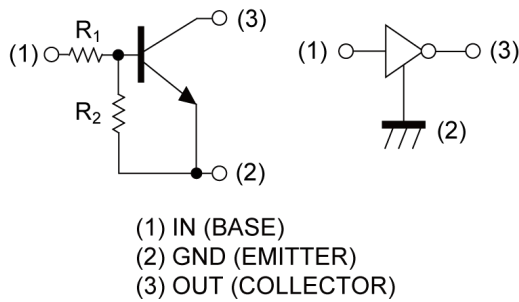 (3)
(1)
R₁
R₂
(2)
(1)
(3)
(2)
(1) IN (BASE)
(2) GND (EMITTER)
(3) OUT (COLLECTOR)